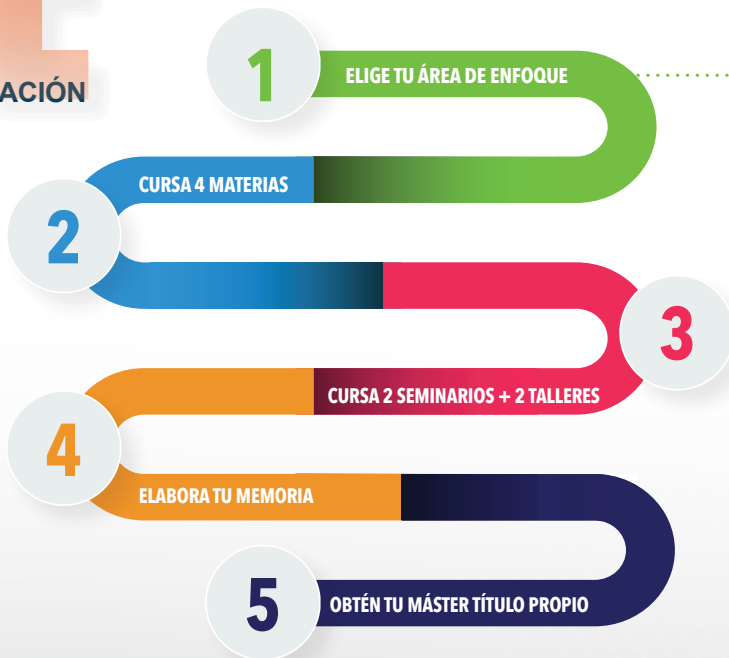 ACIÓN
1
ELIGE TU ÁREA DE ENFOQUE
CURSA 4 MATERIAS
2
3
CURSA 2 SEMINARIOS + 2 TALLERES
4
ELABORA TU MEMORIA
5
OBTÉN TU MÁSTER TÍTULO PROPIO